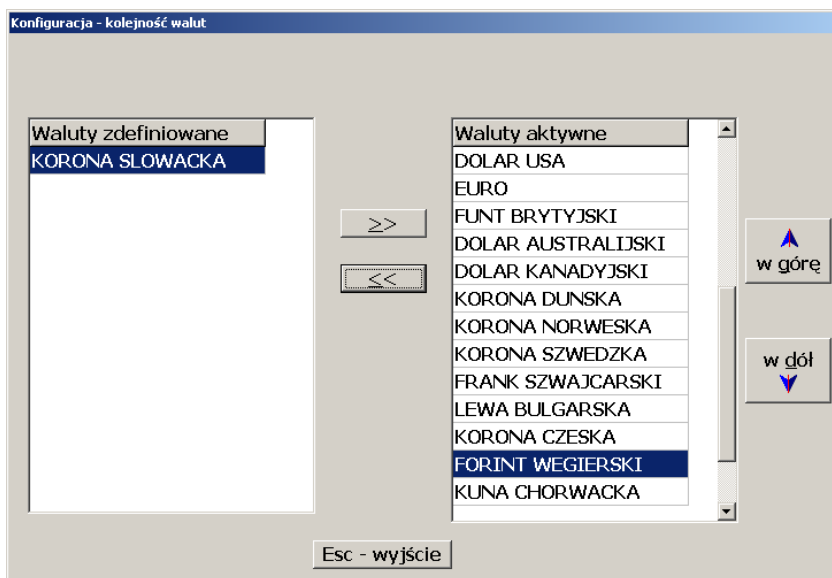 Konfiguracja - kolejność walut
Waluty zdefiniowane
KORONA SLOWACKA
>>
<<
Waluty aktywne
DOLAR USA
EURO
FUNT BRYTYJSKI
DOLAR AUSTRALIJSKI
DOLAR KANADYJSKI
KORONA DUNSKA
KORONA NORWESKA
KORONA SZWEDZKA
FRANK SZWAJCARSKI
LEWA BULGARSKA
KORONA CZESKA
FORINT WEGIERSKI
KUNA CHORWACKA
w górę
w dół
Esc - wyjście